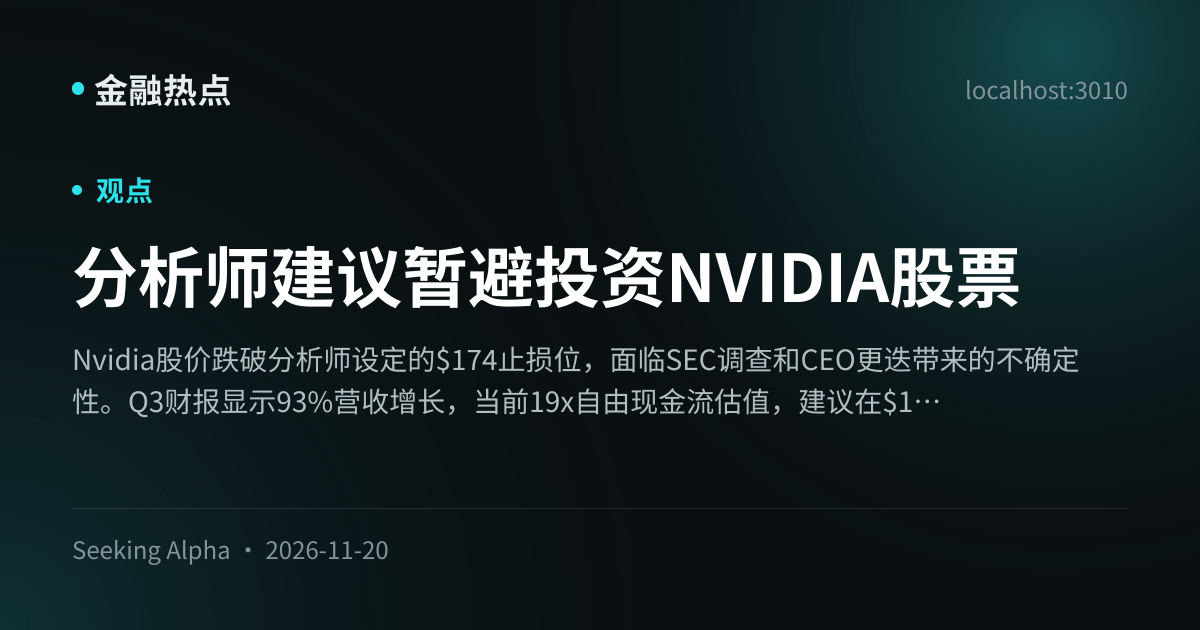 金融热点
localhost:3010
观点
分析师建议暂避投资NVIDIA股票
Nvidia股价跌破分析师设定的$174止损位，面临SEC调查和CEO更迭带来的不确定
性。Q3财报显示93%营收增长，当前19x自由现金流估值，建议在$1…
Seeking Alpha · 2026-11-20